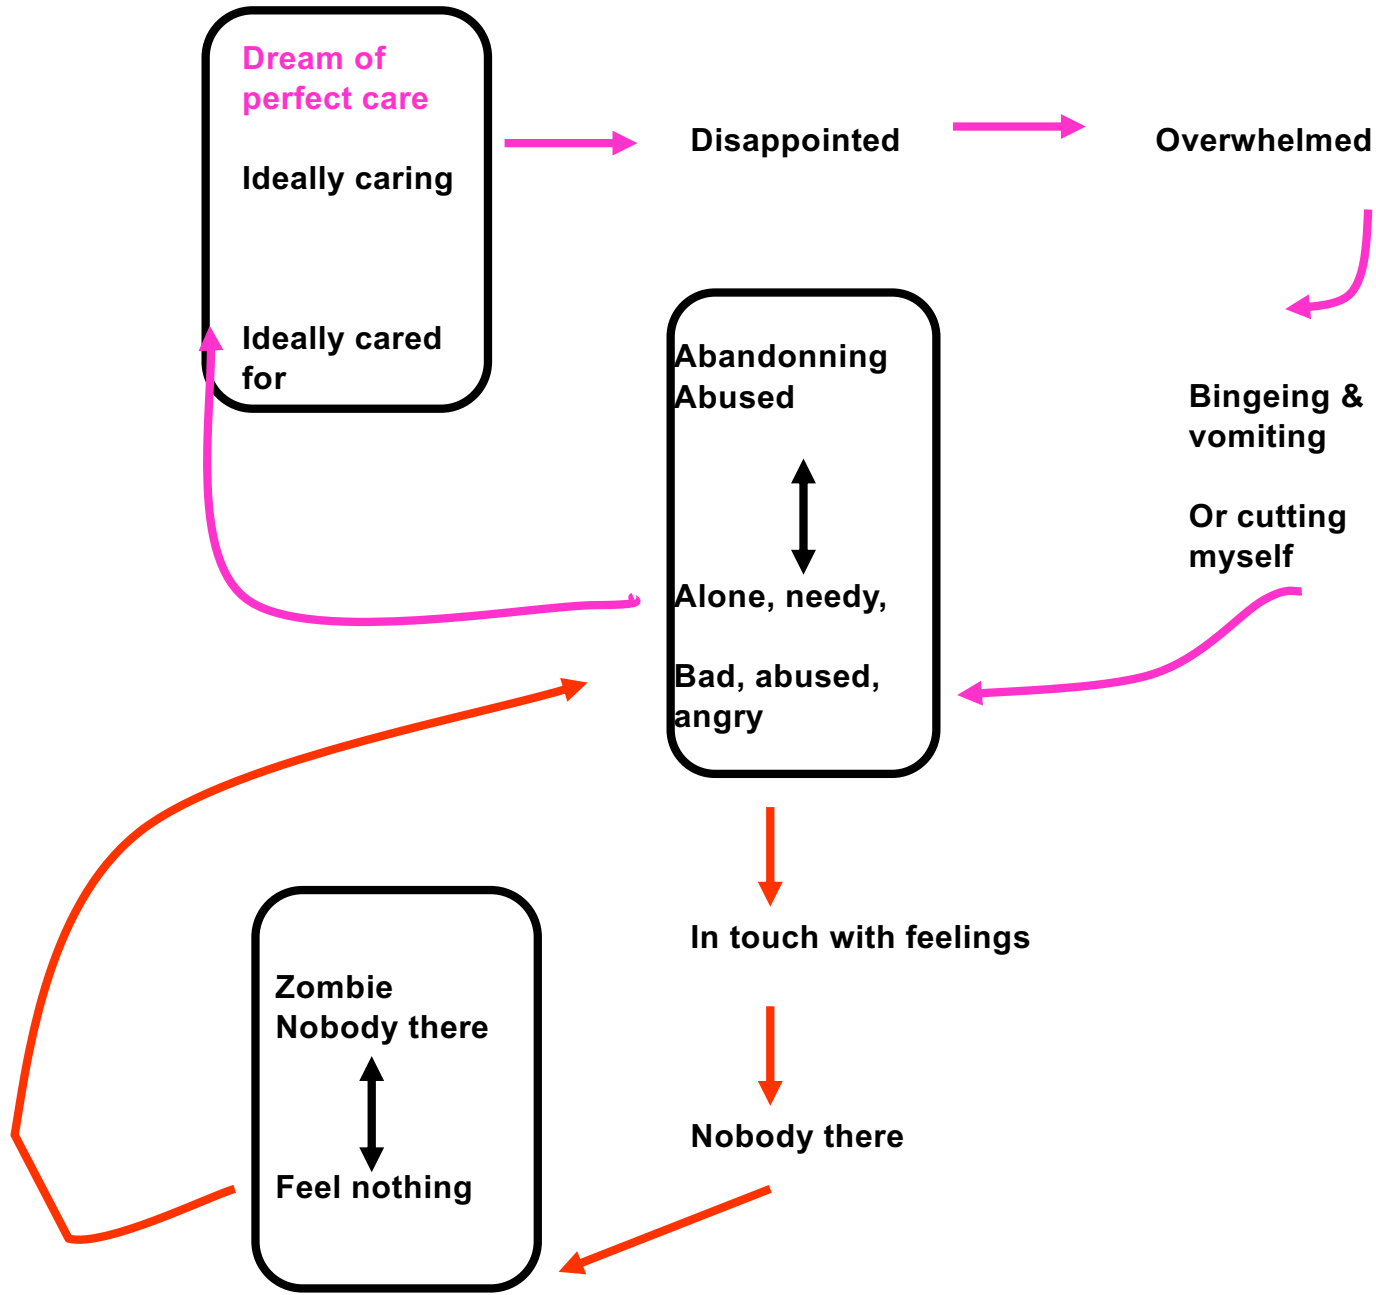 Dream of
perfect care
Ideally caring
Ideally cared
for
Disappointed
Overwhelmed
Bingeing &
vomiting
Or cutting
myself
Abandonning
Abused
Alone, needy,
Bad, abused,
angry
In touch with feelings
Nobody there
Zombie
Nobody there
Feel nothing